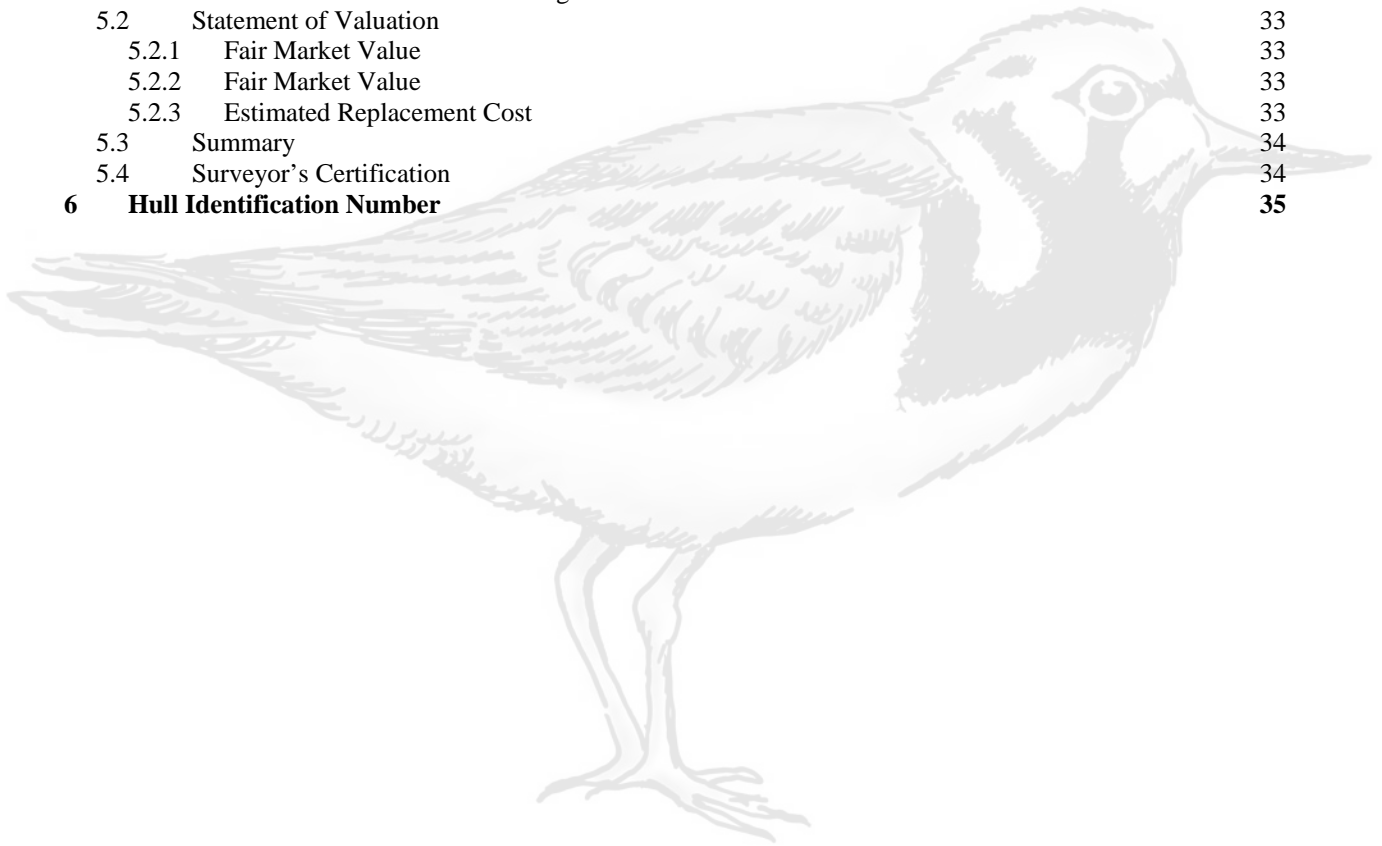 5.2 Statement of Valuation 33
5.2.1 Fair Market Value 33
5.2.2 Fair Market Value 33
5.2.3 Estimated Replacement Cost 33
5.3 Summary 34
5.4 Surveyor's Certification 34
6 Hull Identification Number 35